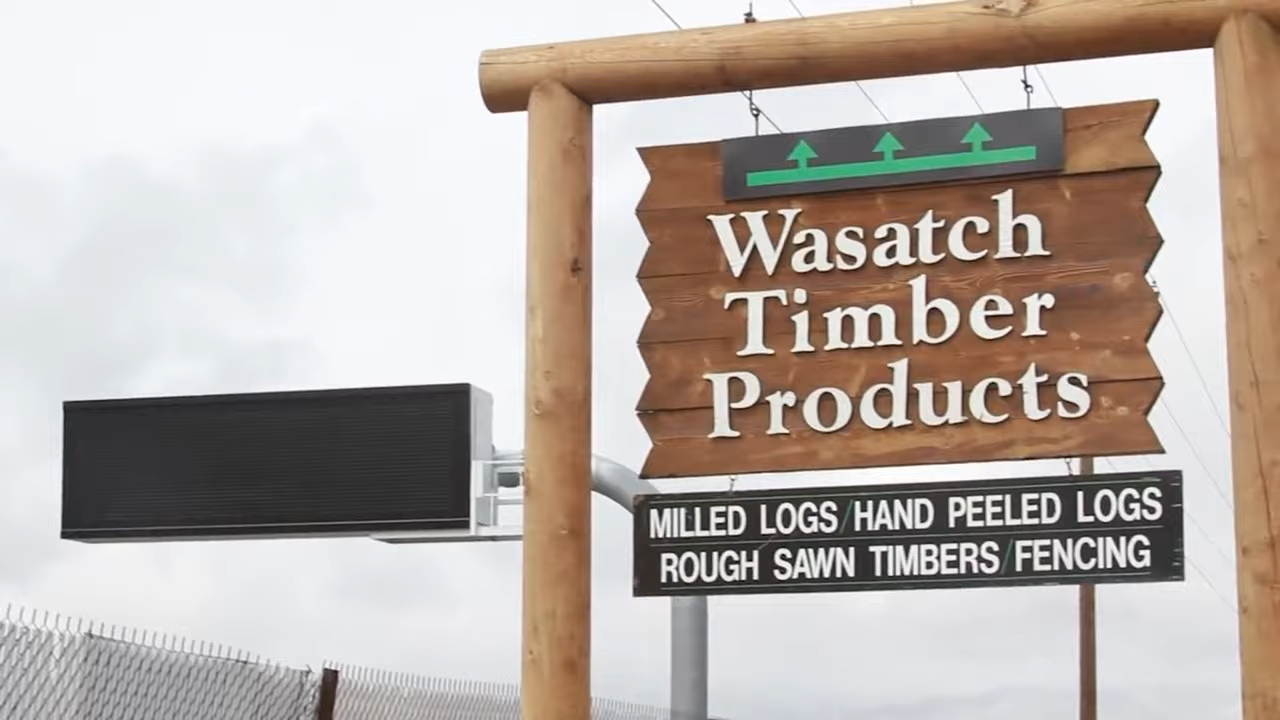 Wasatch
Timber
Products
MILLED LOGS/HAND PEELED LOGS
ROUGH SAWN TIMBERS/FENCING